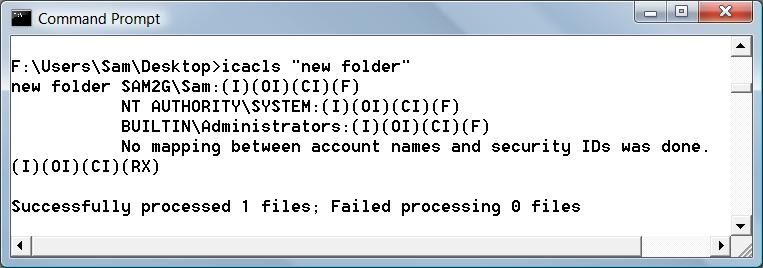 Command Prompt
F:\Users\Sam\Desktop>icacls "new folder"
new folder SAM2G\Sam:(I)(OI)(CI)(F)
NT AUTHORITY\SYSTEM:(I)(OI)(CI)(F)
BUILTIN\Administrators:(I)(OI)(CI)(F)
No mapping between account names and security IDs was done.
(I)(OI)(CI)(RX)
Successfully processed 1 files; Failed processing 0 files